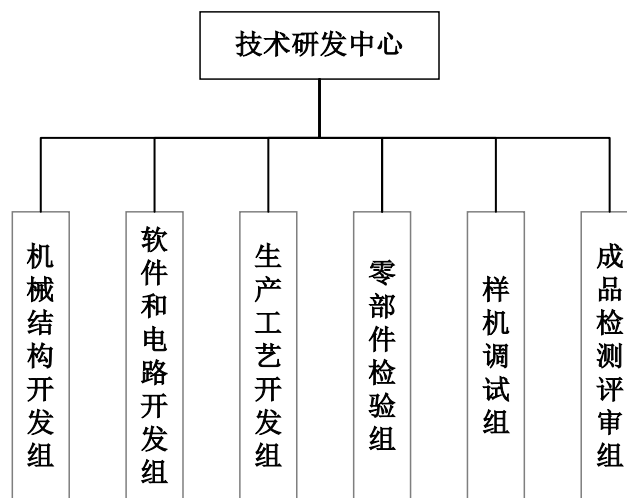 技术研发中心
机械结构开发组
软件和电路开发组
生产工艺开发组
零部件检验组
样机调试组
成品检测评审组